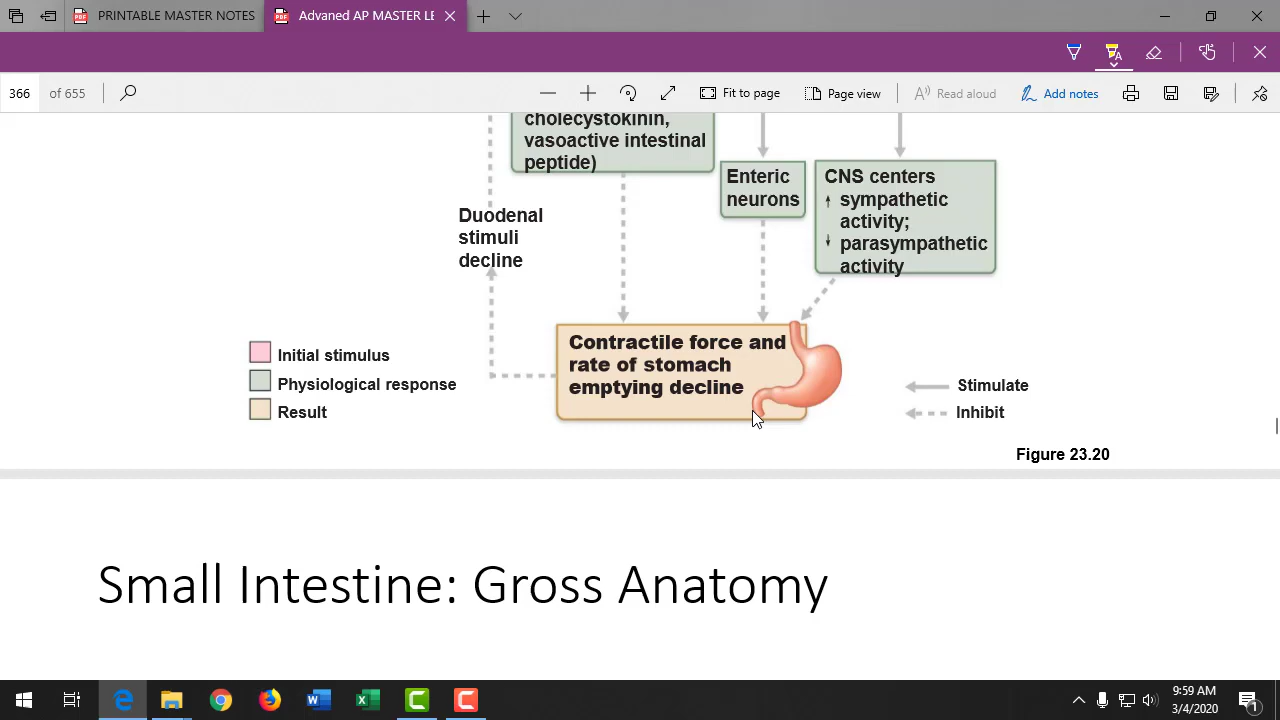 PRINTABLE MASTER NOTES
Advaned AP MASTER LE
366 of 655
Fit to page
Page view
Read aloud
Add notes
cholecystokinin,
vasoactive intestinal
peptide)
Enteric
neurons
CNS centers
sympathetic
activity;
parasympathetic
activity
Duodenal
stimuli
decline
Contractile force and
rate of stomach
emptying decline
Initial stimulus
Physiological response
Result
Stimulate
Inhibit
Figure 23.20
Small Intestine: Gross Anatomy
9:59 AM
3/4/2020